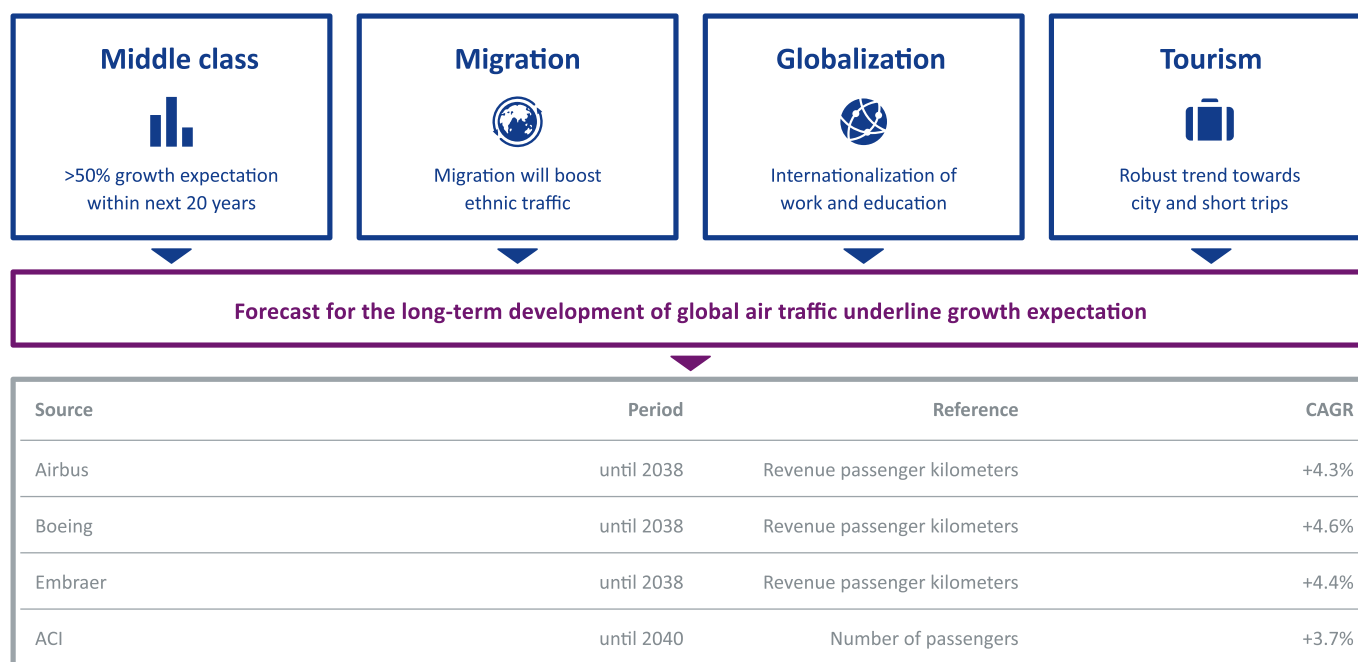 Middle class
>50% growth expectation
within next 20 years
Migration
Migration will boost
ethnic traffic
Globalization
Internationalization of
work and education
Tourism
Robust trend towards
city and short trips
Forecast for the long-term development of global air traffic underline growth expectation
Source Period Reference CAGR
Airbus until 2038 Revenue passenger kilometers +4.3%
Boeing until 2038 Revenue passenger kilometers +4.6%
Embraer until 2038 Revenue passenger kilometers +4.4%
ACI until 2040 Number of passengers +3.7%